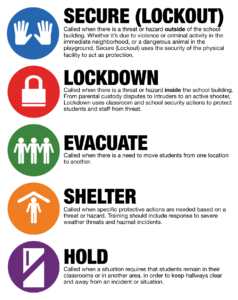 SECURE (LOCKOUT)
Called when there is a threat or hazard outside of the school
building. Whether it's due to violence or criminal activity in the
immediate neighborhood, or a dangerous animal in the
playground, Secure (Lockout) uses the security of the physical
facility to act as protection.
LOCKDOWN
Called when there is a threat or hazard inside the school building.
From parental custody disputes to intruders to an active shooter,
Lockdown uses classroom and school security actions to protect
students and staff from threat.
EVACUATE
Called when there is a need to move students from one location
to another.
SHELTER
Called when specific protective actions are needed based on a
threat or hazard. Training should include response to severe
weather threats and hazmat incidents.
HOLD
Called when a situation requires that students remain in their
classrooms or in another area, in order to keep hallways clear
and away from an incident or situation.